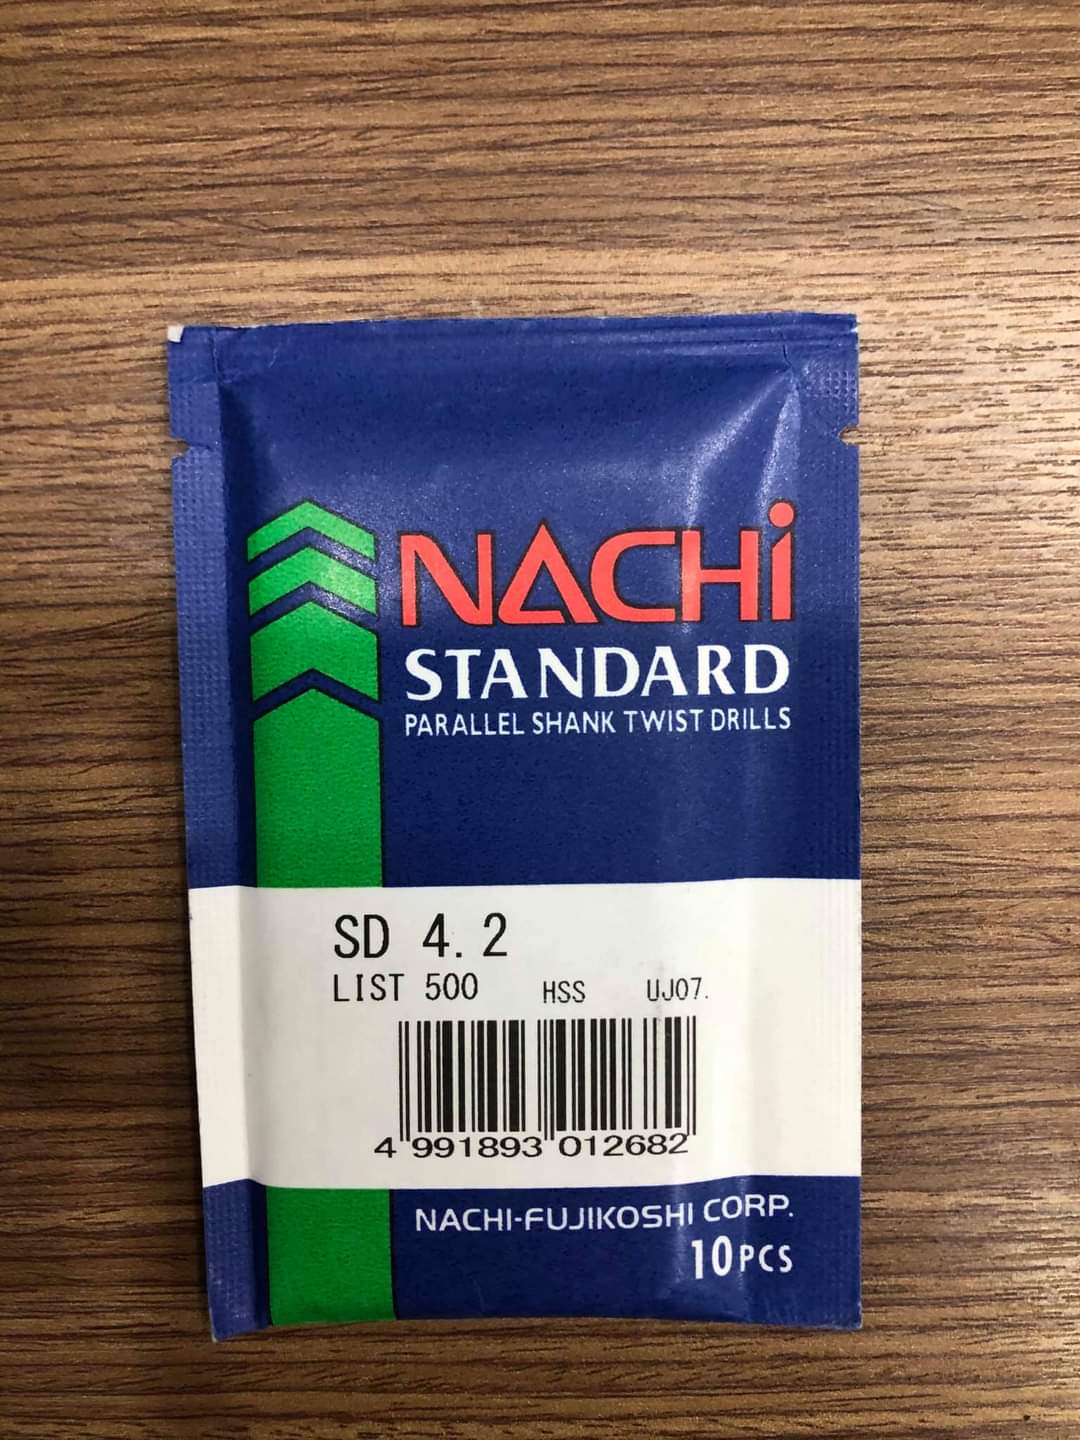 NACHi
STANDARD
PARALLEL SHANK TWIST DRILLS
SD 4.2
LIST 500 HSS UJ07.
4 991893 012682
NACHI-FUJIKOSHI CORP.
10PCS